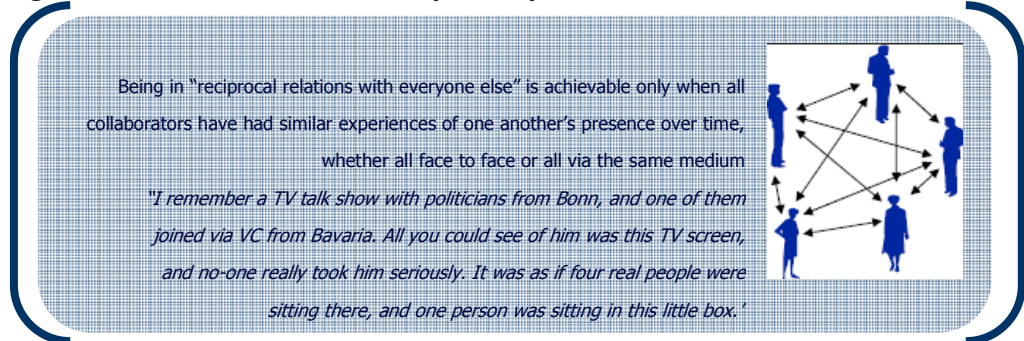 Being in “reciprocal relations with everyone else” is achievable only when all
collaborators have had similar experiences of one another’s presence over time,
whether all face to face or all via the same medium
“I remember a TV talk show with politicians from Bonn, and one of them
joined via VC from Bavaria. All you could see of him was this TV screen,
and no-one really took him seriously. It was as if four real people were
sitting there, and one person was sitting in this little box.’